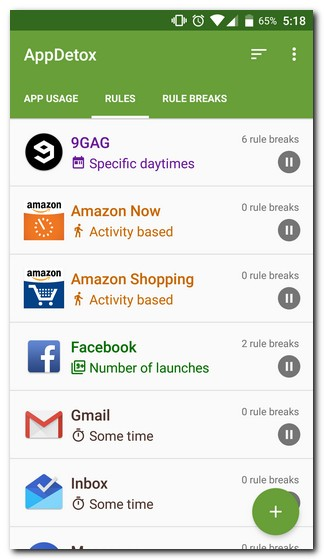 65% 5:18
AppDetox
APP USAGE RULES RULE BREAKS
9GAG
6 rule breaks
Specific daytimes
amazon
Amazon Now
0 rule breaks
Activity based
amazon
Amazon Shopping
0 rule breaks
Activity based
Facebook
2 rule breaks
9+
Number of launches
Gmail
0 rule breaks
Some time
Inbox
0 rule breaks
Some time
0 rule breaks